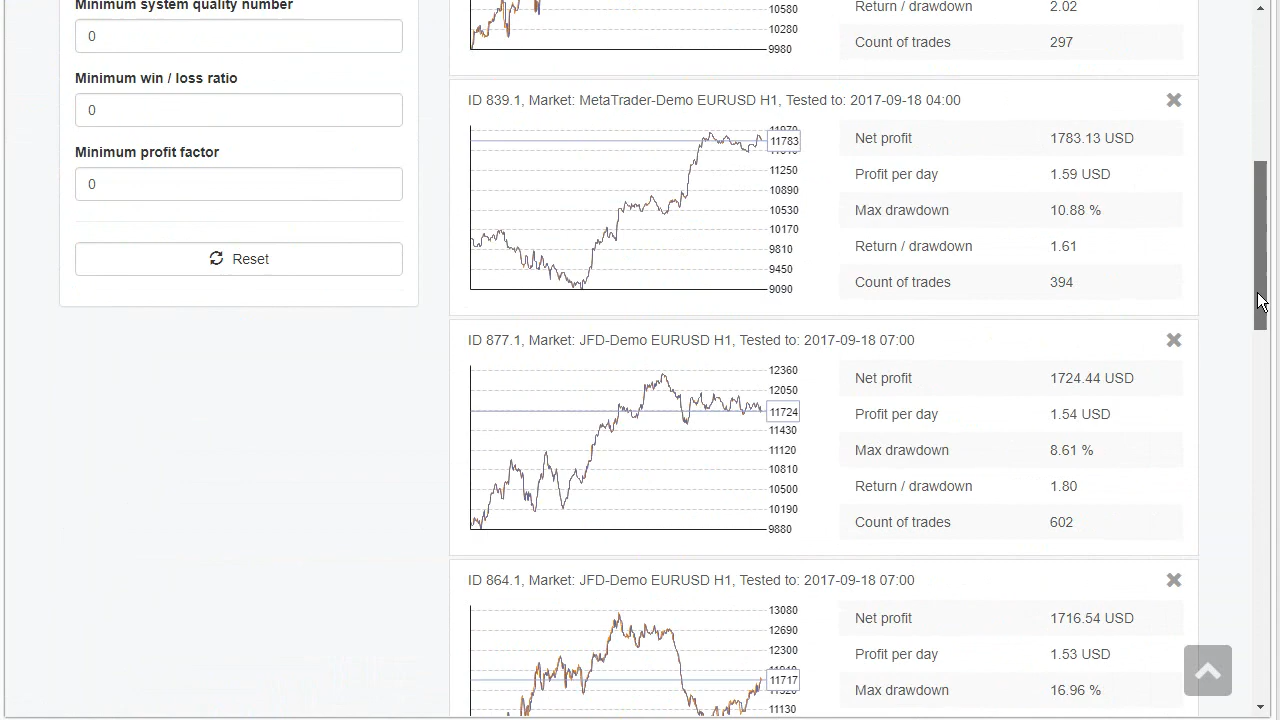 Minimum system quality number
0
Minimum win / loss ratio
0
Minimum profit factor
0
Reset
10580
10280
9980
Return / drawdown 2.02
Count of trades 297
ID 839.1, Market: MetaTrader-Demo EURUSD H1, Tested to: 2017-09-18 04:00
11783
11250
10890
10530
10170
9810
9450
9090
Net profit 1783.13 USD
Profit per day 1.59 USD
Max drawdown 10.88 %
Return / drawdown 1.61
Count of trades 394
ID 877.1, Market: JFD-Demo EURUSD H1, Tested to: 2017-09-18 07:00
12360
12050
11724
11430
11120
10810
10500
10190
9880
Net profit 1724.44 USD
Profit per day 1.54 USD
Max drawdown 8.61 %
Return / drawdown 1.80
Count of trades 602
ID 864.1, Market: JFD-Demo EURUSD H1, Tested to: 2017-09-18 07:00
13080
12690
12300
11717
11130
Net profit 1716.54 USD
Profit per day 1.53 USD
Max drawdown 16.96 %